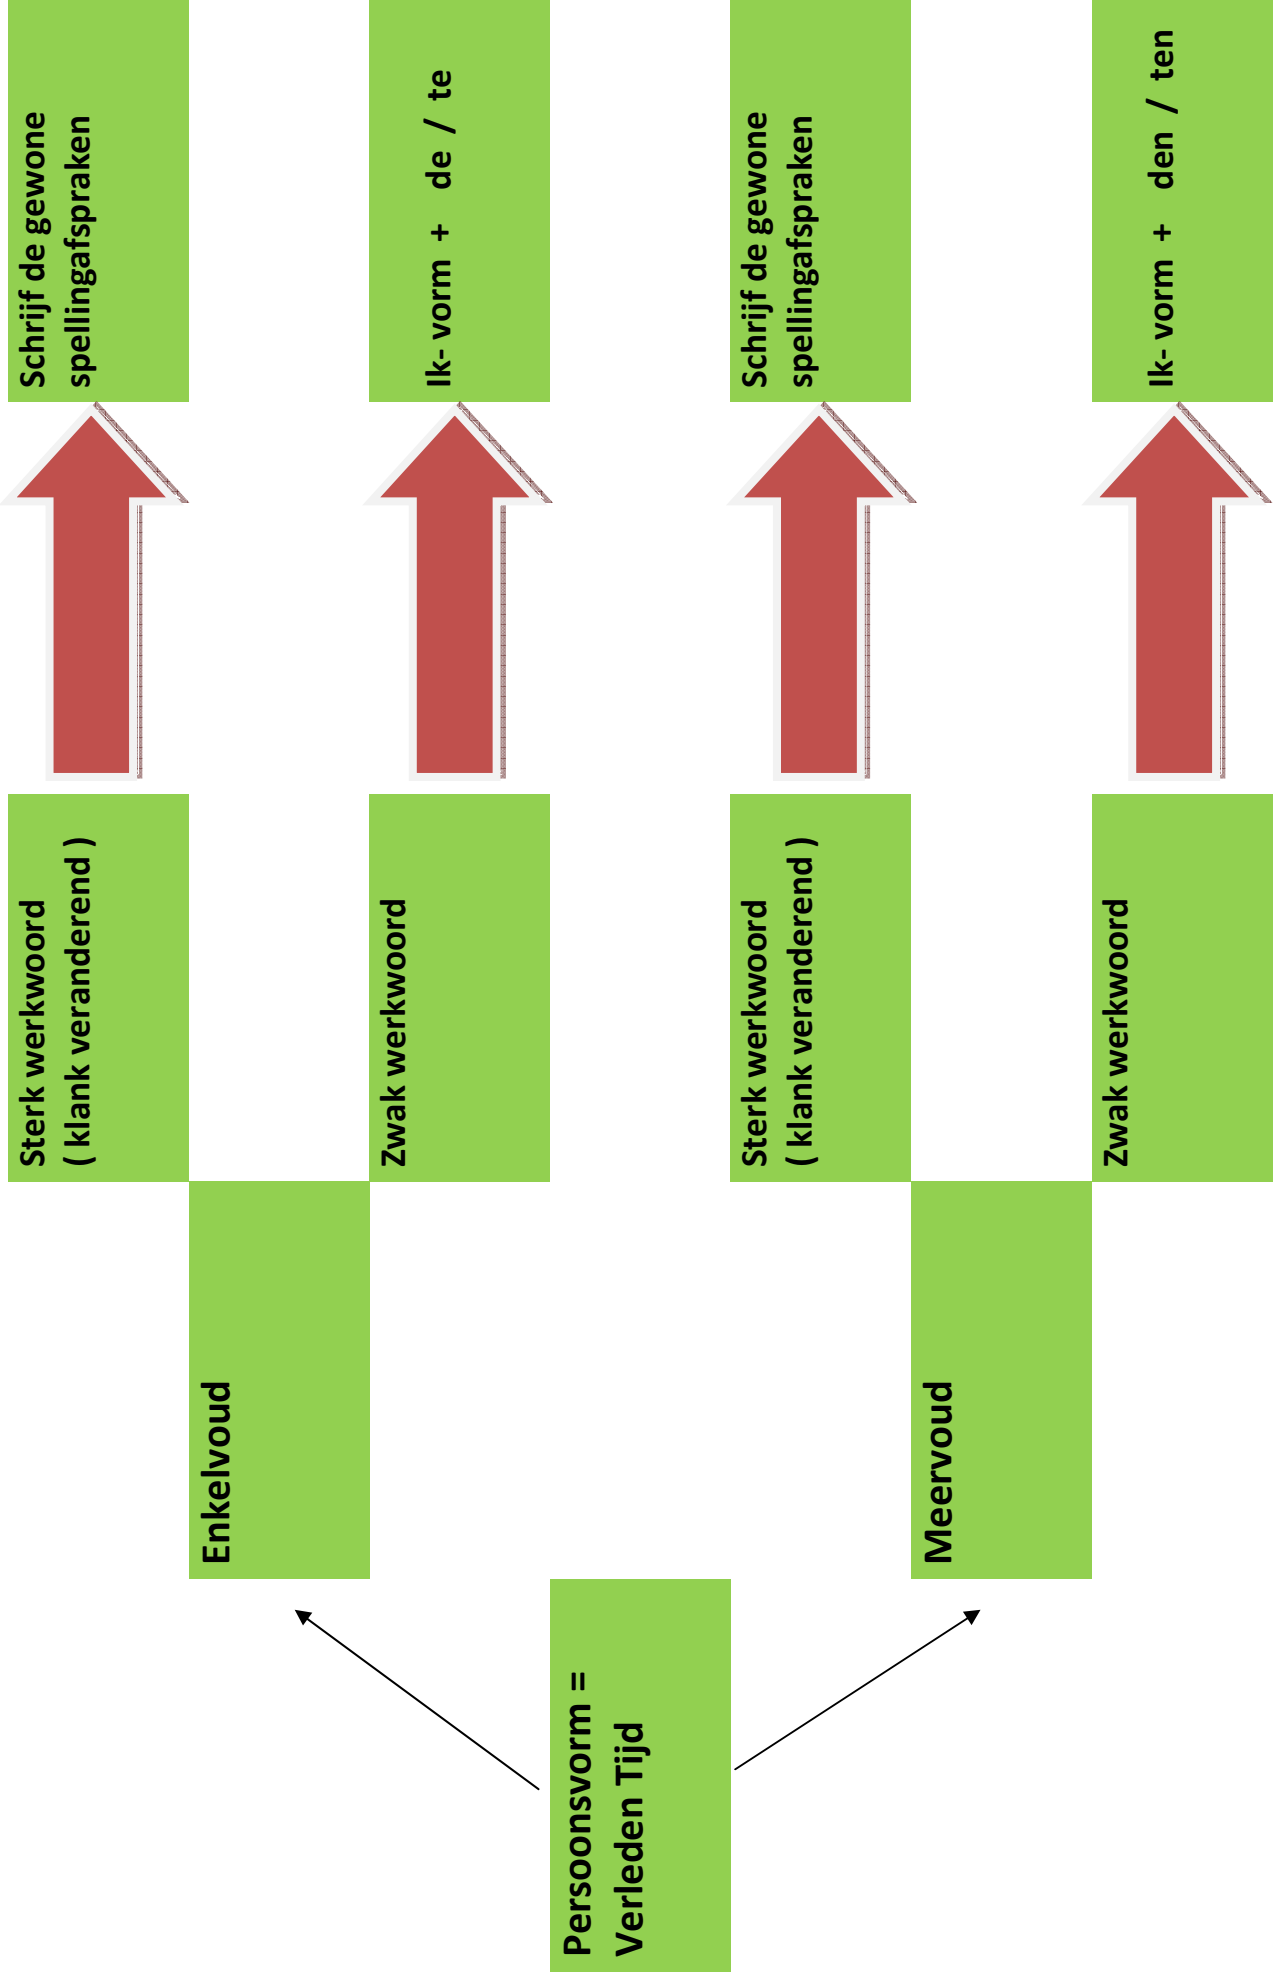 Persoonsvorm =
Verleden Tijd
Enkelvoud
Sterk werkwoord
( klank veranderend )
Schrijf de gewone
spellingafspraken
Zwak werkwoord
Ik- vorm + de / te
Meervoud
Sterk werkwoord
( klank veranderend )
Schrijf de gewone
spellingafspraken
Zwak werkwoord
Ik- vorm + den / ten